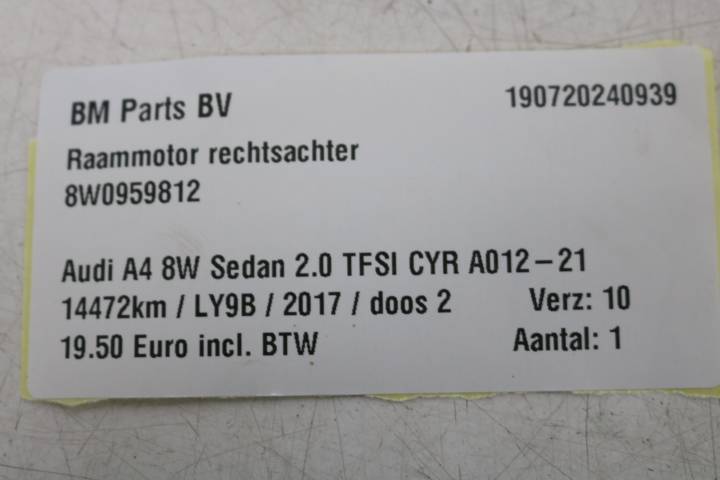 BM Parts BV 190720240939
Raammotor rechtsachter
8W0959812
Audi A4 8W Sedan 2.0 TFSI CYR A012-21
14472km / LY9B / 2017 / doos 2 Verz: 10
19.50 Euro incl. BTW Aantal: 1